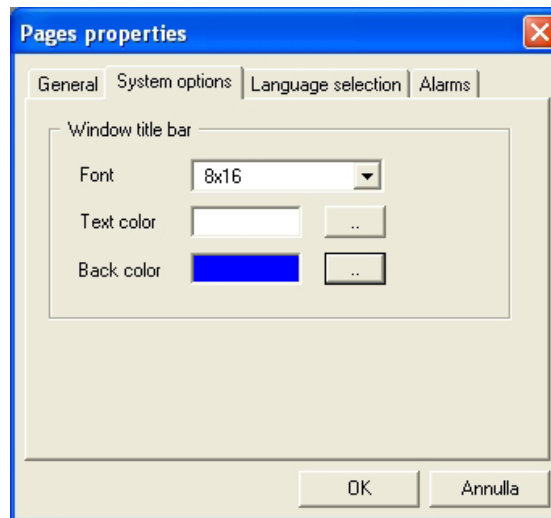 Pages properties
General System options Language selection Alarms
Window title bar
Font 8x16
Text color ..
Back color ..
OK Annulla